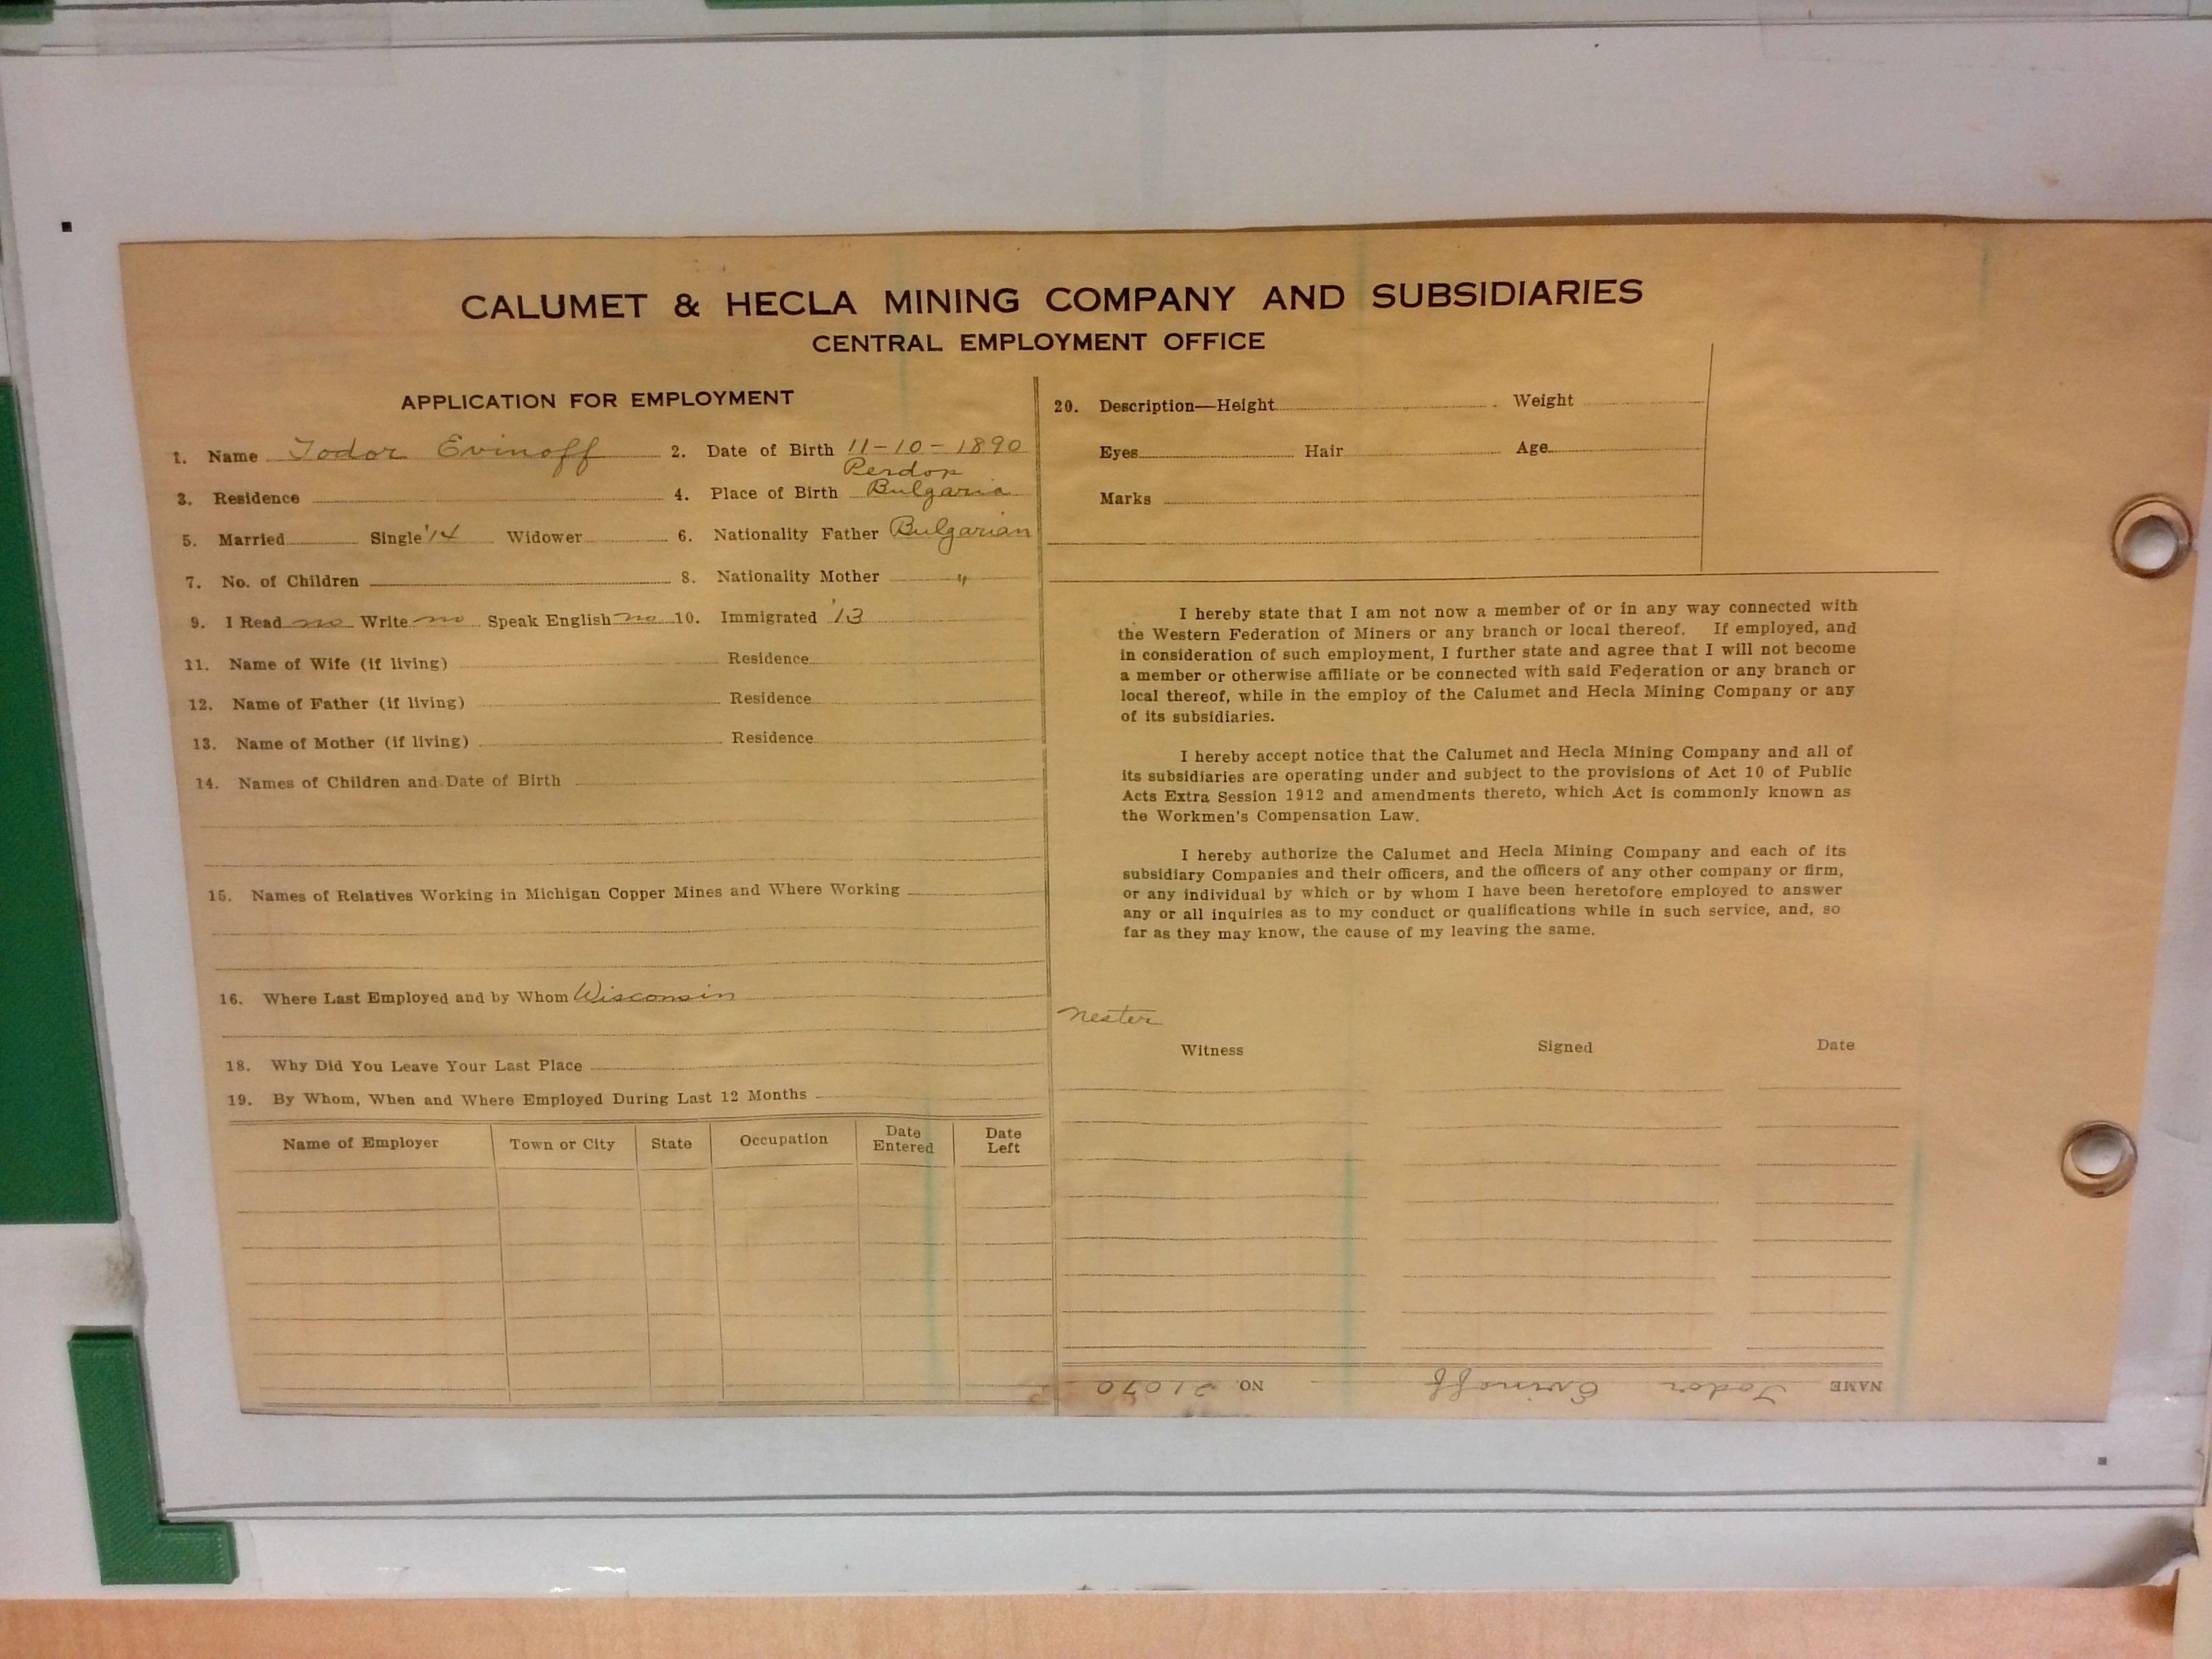 CALUMET & HECLA MINING COMPANY AND SUBSIDIARIES
CENTRAL EMPLOYMENT OFFICE
APPLICATION FOR EMPLOYMENT
1. Name Todor Evinoff 2. Date of Birth 11-10-1890
Perdop
3. Residence 4. Place of Birth Bulgaria
5. Married Single '14 Widower 6. Nationality Father Bulgarian
7. No. of Children 8. Nationality Mother "
9. I Read no Write no Speak English no 10. Immigrated '13
11. Name of Wife (if living) Residence
12. Name of Father (if living) Residence
13. Name of Mother (if living) Residence
14. Names of Children and Date of Birth
15. Names of Relatives Working in Michigan Copper Mines and Where Working
16. Where Last Employed and by Whom Wisconsin
18. Why Did You Leave Your Last Place
19. By Whom, When and Where Employed During Last 12 Months
Name of Employer Town or City State Occupation Date Entered Date Left
20. Description—Height Weight
Eyes Hair Age
Marks
I hereby state that I am not now a member of or in any way connected with
the Western Federation of Miners or any branch or local thereof. If employed, and
in consideration of such employment, I further state and agree that I will not become
a member or otherwise affiliate or be connected with said Federation or any branch or
local thereof, while in the employ of the Calumet and Hecla Mining Company or any
of its subsidiaries.
I hereby accept notice that the Calumet and Hecla Mining Company and all of
its subsidiaries are operating under and subject to the provisions of Act 10 of Public
Acts Extra Session 1912 and amendments thereto, which Act is commonly known as
the Workmen's Compensation Law.
I hereby authorize the Calumet and Hecla Mining Company and each of its
subsidiary Companies and their officers, and the officers of any other company or firm,
or any individual by which or by whom I have been heretofore employed to answer
any or all inquiries as to my conduct or qualifications while in such service, and, so
far as they may know, the cause of my leaving the same.
Nester
Witness Signed Date
NAME Todor Evinoff NO. 21070